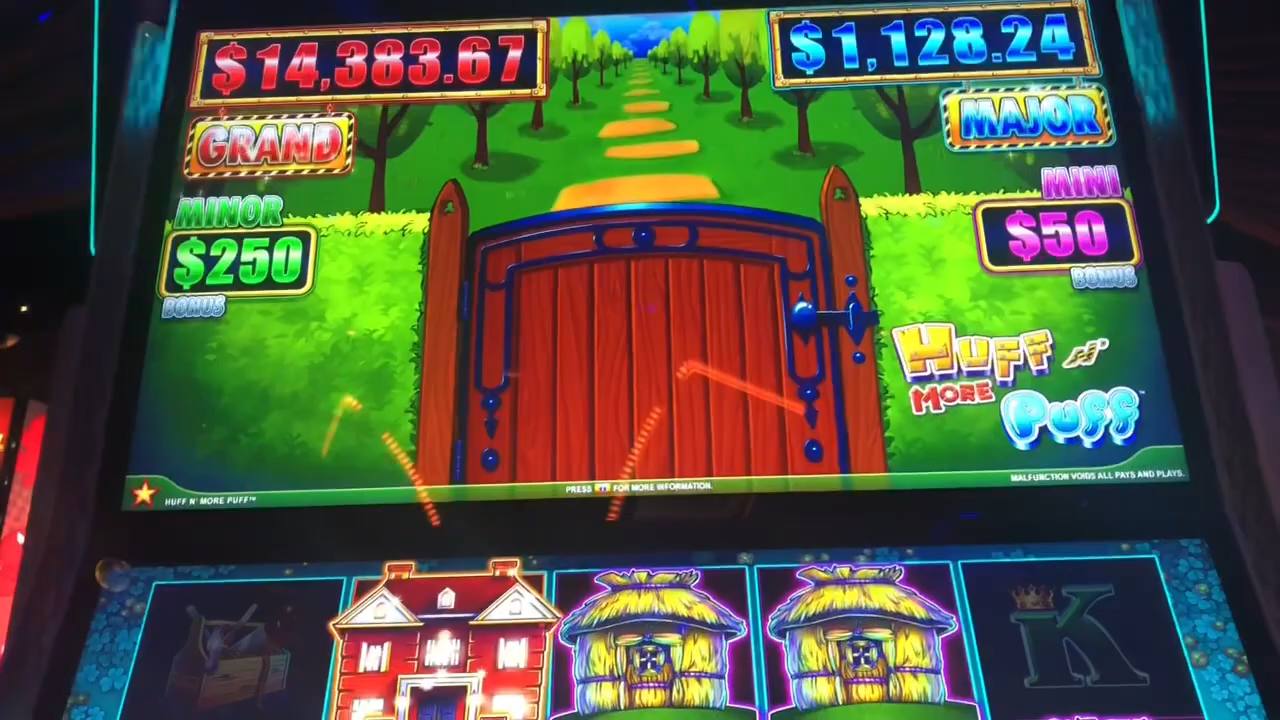 $14,383.67
$1,128.24
GRAND
MAJOR
MINOR
$250
BONUS
MINI
$50
BONUS
HUFF N'
MORE
PUFF™
HUFF N' MORE PUFF™
PRESS FOR MORE INFORMATION.
MALFUNCTION VOIDS ALL PAYS AND PLAYS.
K